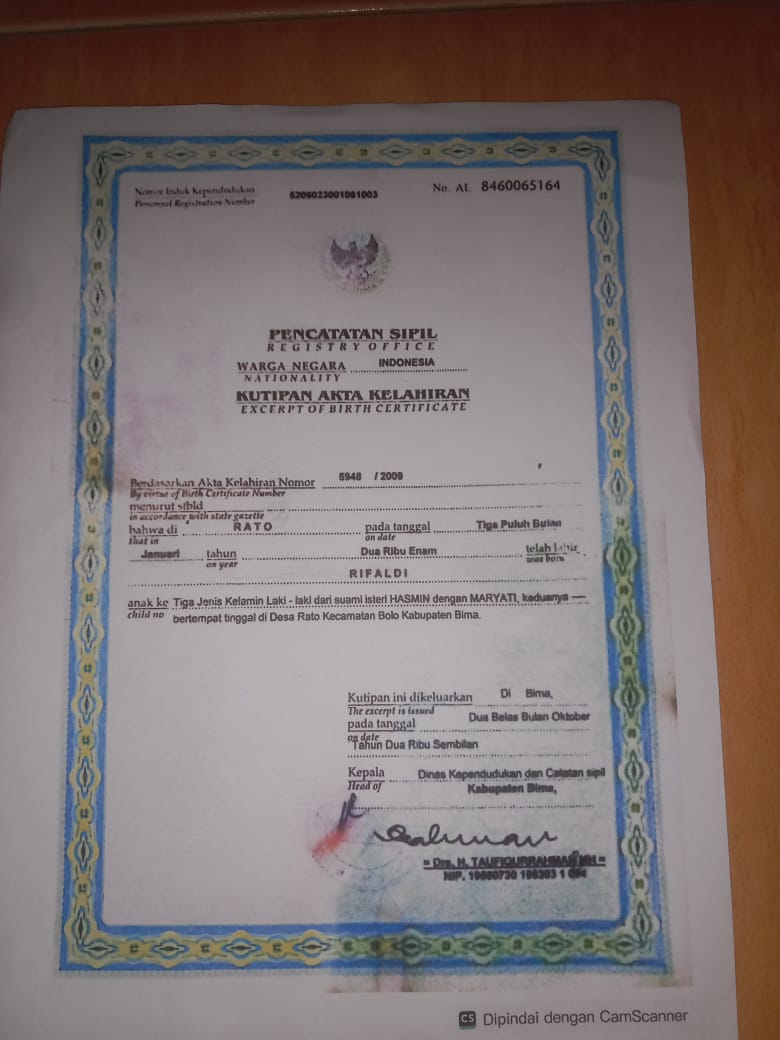 Nomor Induk Kependudukan
Personnel Registration Number
5206023001061003
No. AL 8460065164
PENCATATAN SIPIL
REGISTRY OFFICE
WARGA NEGARA INDONESIA
NATIONALITY
KUTIPAN AKTA KELAHIRAN
EXCERPT OF BIRTH CERTIFICATE
Berdasarkan Akta Kelahiran Nomor 5948 / 2009
By virtue of Birth Certificate Number
menurut stbld
in accordance with state gazette
bahwa di RATO pada tanggal Tiga Puluh Bulan
that in on date
Januari tahun Dua Ribu Enam telah lahir
on year was born
RIFALDI
anak ke Tiga Jenis Kelamin Laki - laki dari suami isteri HASMIN dengan MARYATI, keduanya —
child no bertempat tinggal di Desa Rato Kecamatan Bolo Kabupaten Bima.
Kutipan ini dikeluarkan Di Bima,
The excerpt is issued
pada tanggal Dua Belas Bulan Oktober
on date
Tahun Dua Ribu Sembilan
Kepala Dinas Kependudukan dan Catatan sipil
Head of Kabupaten Bima,
= Drs. H. TAUFIQURRAHMAN MH =
NIP.
CS Dipindai dengan CamScanner